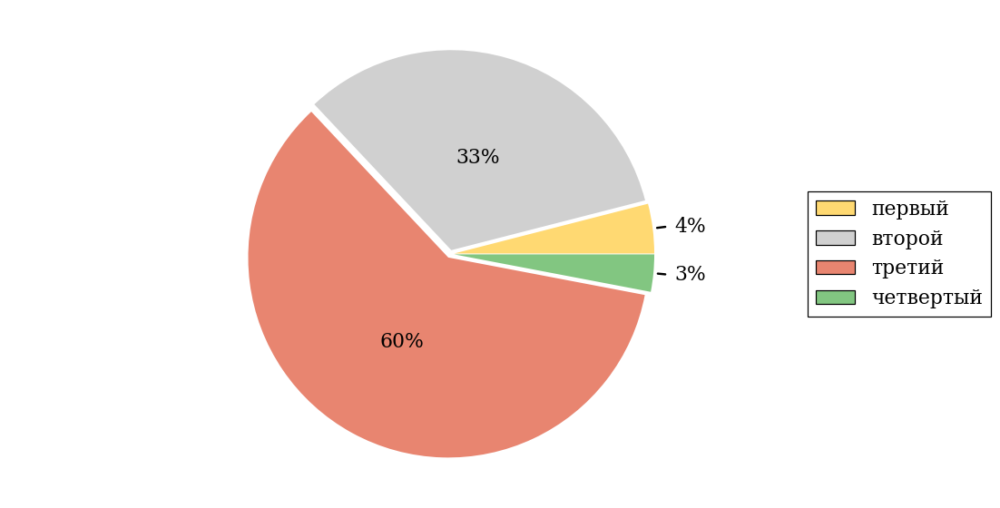 33%
4%
3%
60%
первый
второй
третий
четвертый